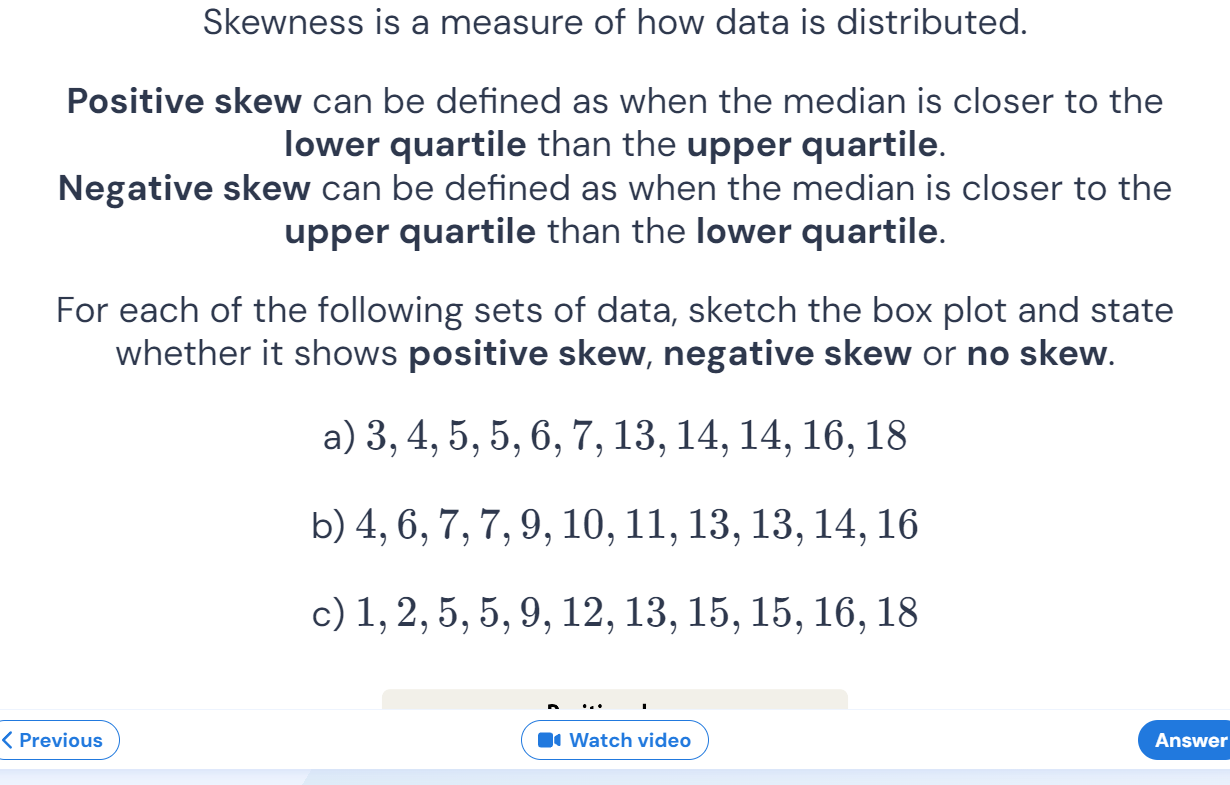 Skewness is a measure of how data is distributed.
Positive skew can be defined as when the median is closer to the
lower quartile than the upper quartile.
Negative skew can be defined as when the median is closer to the
upper quartile than the lower quartile.
For each of the following sets of data, sketch the box plot and state
whether it shows positive skew, negative skew or no skew.
a) 3, 4, 5, 5, 6, 7, 13, 14, 14, 16, 18
b) 4, 6, 7, 7, 9, 10, 11, 13, 13, 14, 16
c) 1, 2, 5, 5, 9, 12, 13, 15, 15, 16, 18
Previous
Watch video
Answer